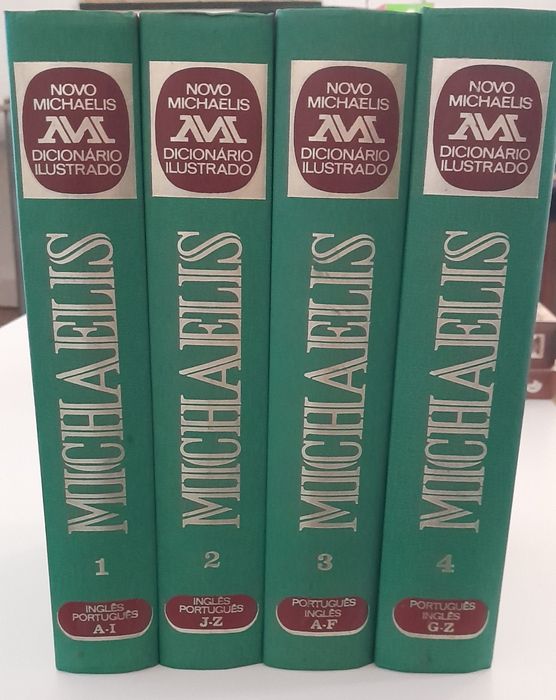 NOVO
MICHAELIS
M
DICIONÁRIO
ILUSTRADO
MICHAELIS
1
INGLÊS
PORTUGUÊS
A-I
NOVO
MICHAELIS
M
DICIONÁRIO
ILUSTRADO
MICHAELIS
2
INGLÊS
PORTUGUÊS
J-Z
NOVO
MICHAELIS
M
DICIONÁRIO
ILUSTRADO
MICHAELIS
3
PORTUGUÊS
INGLÊS
A-F
NOVO
MICHAELIS
M
DICIONÁRIO
ILUSTRADO
MICHAELIS
4
PORTUGUÊS
INGLÊS
G-Z